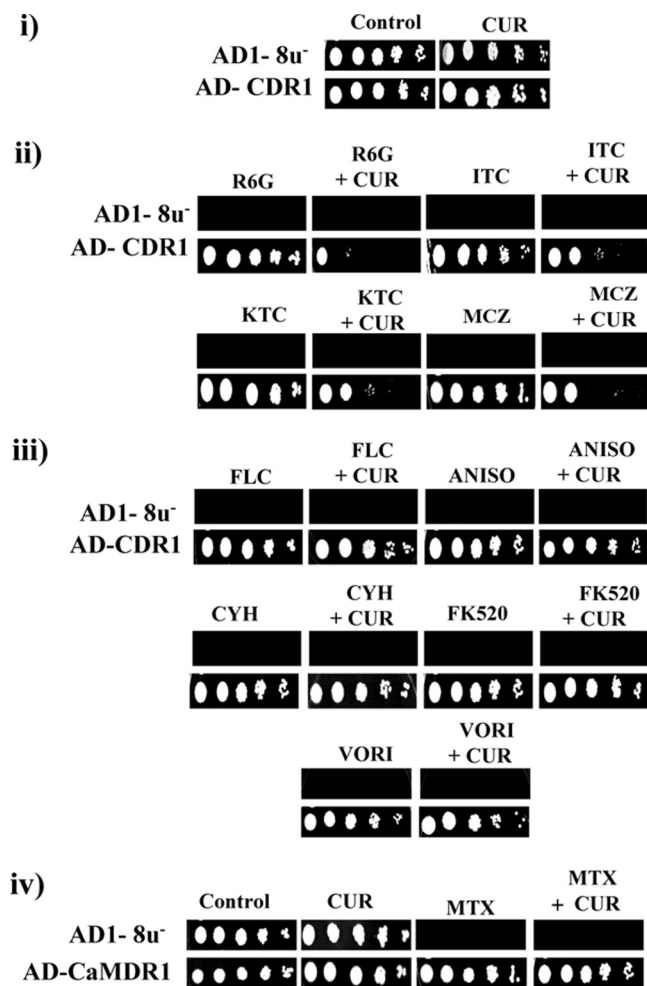 i)
Control CUR
AD1- 8u-
AD- CDR1
ii)
R6G R6G + CUR ITC ITC + CUR
AD1- 8u-
AD- CDR1
KTC KTC + CUR MCZ MCZ + CUR
iii)
FLC FLC + CUR ANISO ANISO + CUR
AD1- 8u-
AD-CDR1
CYH CYH + CUR FK520 FK520 + CUR
VORI VORI + CUR
iv)
Control CUR MTX MTX + CUR
AD1- 8u-
AD-CaMDR1